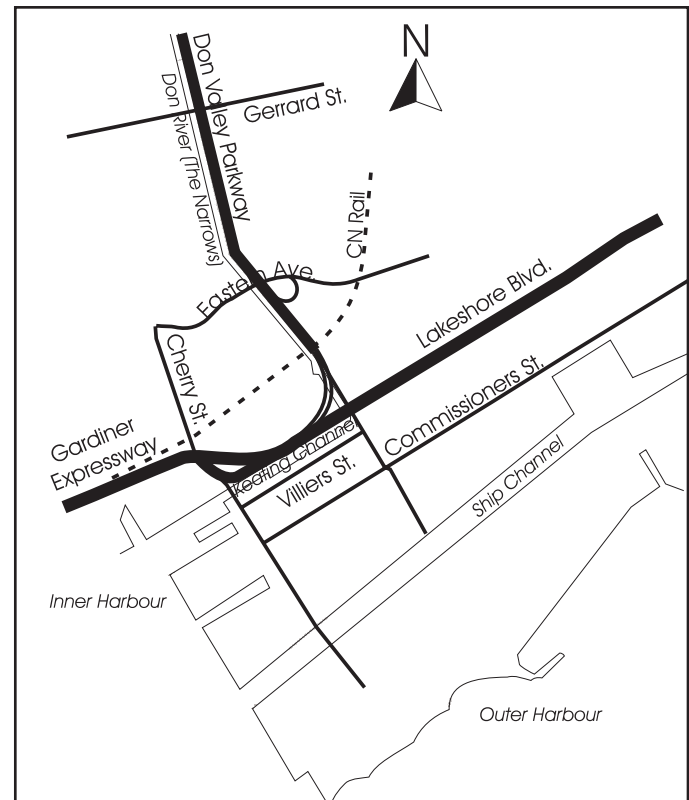 N
Don Valley Parkway
Gerrard St.
Don River (The Narrows)
CN Rail
Eastern Ave.
Lakeshore Blvd.
Cherry St.
Commissioners St.
Gardiner
Expressway
Keating Channel
Villiers St.
Ship Channel
Inner Harbour
Outer Harbour